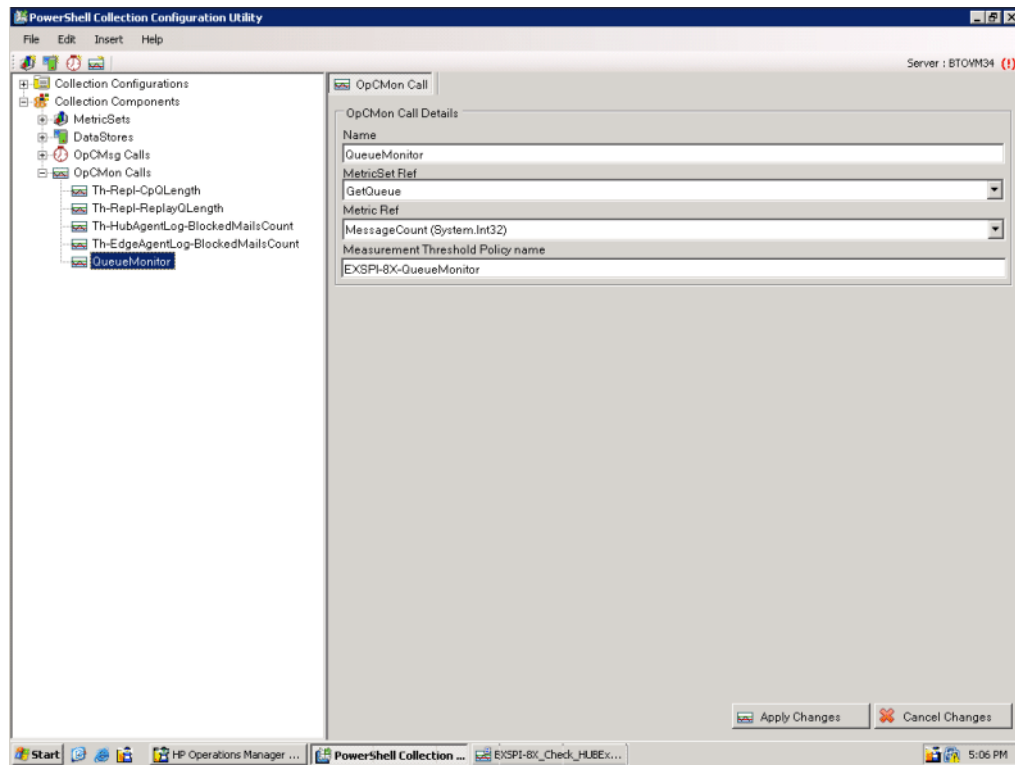 PowerShell Collection Configuration Utility
File Edit Insert Help
Server : BTOVM34 (!)
Collection Configurations
Collection Components
MetricSets
DataStores
OpCMsg Calls
OpCMon Calls
Th-Repl-CpQLength
Th-Repl-ReplayQLength
Th-HubAgentLog-BlockedMailsCount
Th-EdgeAgentLog-BlockedMailsCount
QueueMonitor
OpCMon Call
OpCMon Call Details
Name
QueueMonitor
MetricSet Ref
GetQueue
Metric Ref
MessageCount (System.Int32)
Measurement Threshold Policy name
EXSPI-8X-QueueMonitor
Apply Changes Cancel Changes
Start HP Operations Manager ... PowerShell Collection ... EXSPI-8X_Check_HUBEx... 5:06 PM